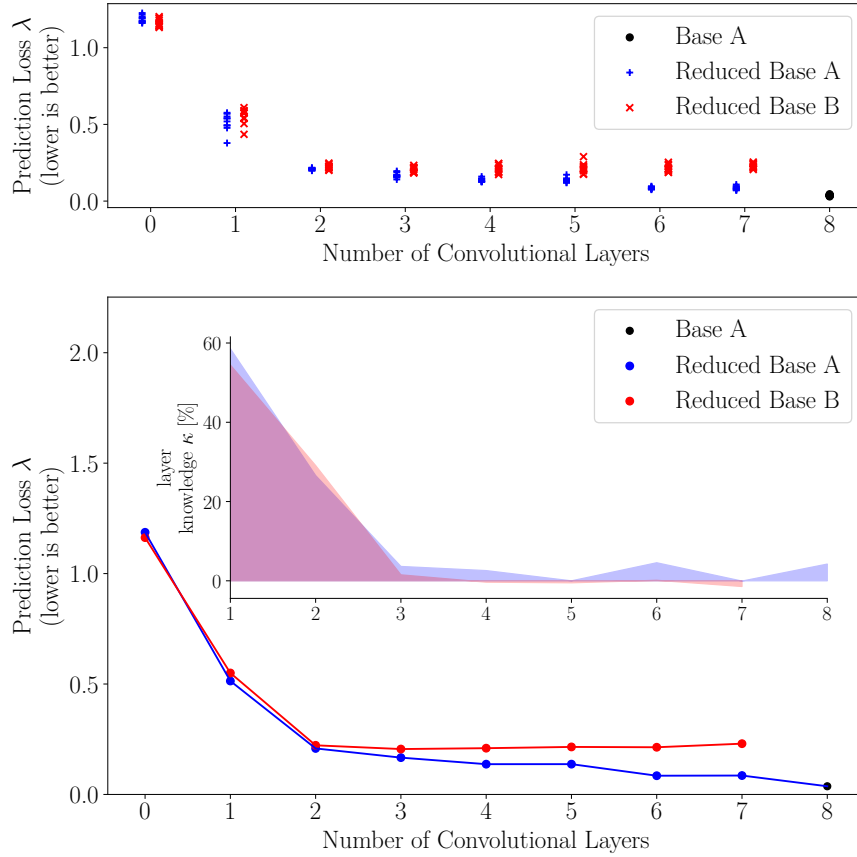 Prediction Loss λ
(lower is better)
1.0
0.5
0.0
Base A
Reduced Base A
Reduced Base B
0 1 2 3 4 5 6 7 8
Number of Convolutional Layers
Prediction Loss λ
(lower is better)
2.0
1.5
1.0
0.5
0.0
Base A
Reduced Base A
Reduced Base B
layer
knowledge κ [%]
60
40
20
0
1 2 3 4 5 6 7 8
0 1 2 3 4 5 6 7 8
Number of Convolutional Layers